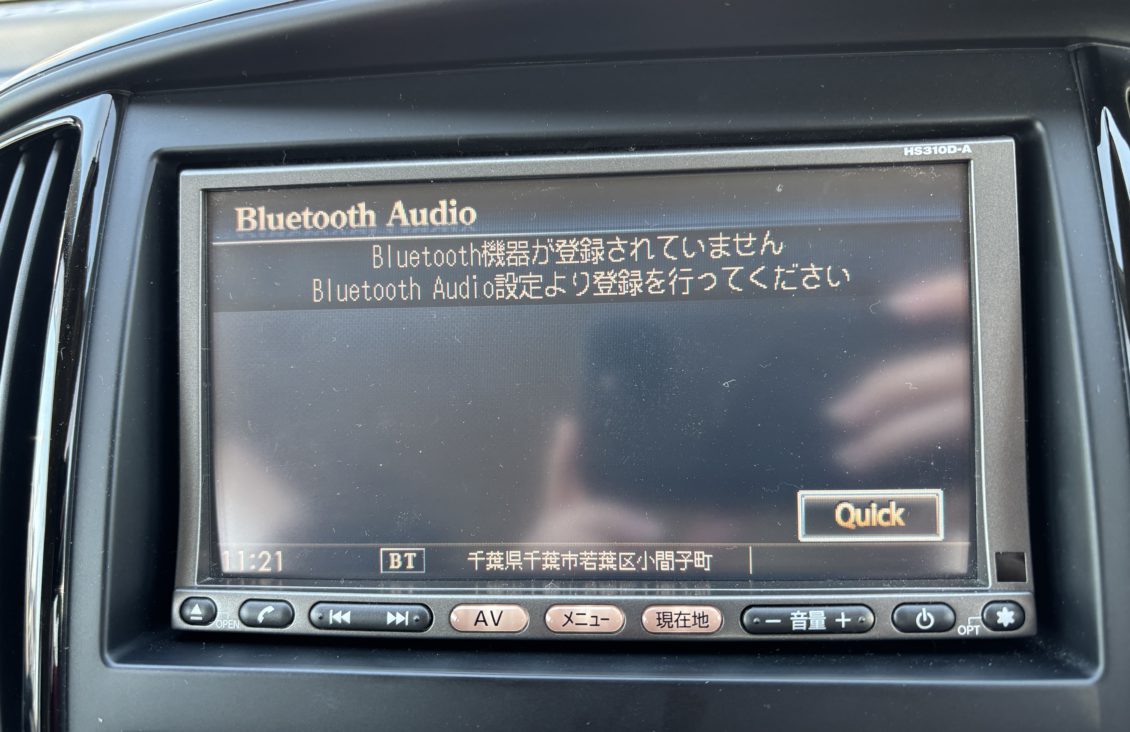 HS310D-A
Bluetooth Audio
Bluetooth機器が登録されていません
Bluetooth Audio設定より登録を行ってください
Quick
11:21 BT 千葉県千葉市若葉区小間子町
OPEN AV メニュー 現在地 − 音量 + OPT